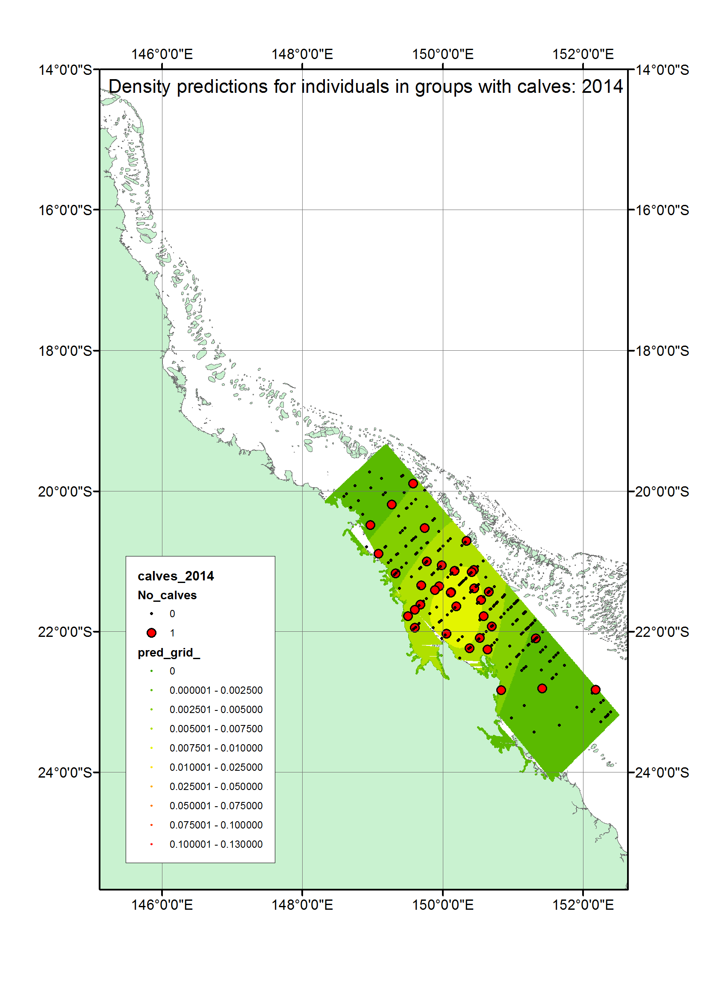 146°0'0"E 148°0'0"E 150°0'0"E 152°0'0"E
14°0'0"S 14°0'0"S
Density predictions for individuals in groups with calves: 2014
16°0'0"S 16°0'0"S
18°0'0"S 18°0'0"S
20°0'0"S 20°0'0"S
calves_2014
No_calves
0
1
22°0'0"S 22°0'0"S
pred_grid_
0
0.000001 - 0.002500
0.002501 - 0.005000
0.005001 - 0.007500
0.007501 - 0.010000
0.010001 - 0.025000
24°0'0"S 24°0'0"S
0.025001 - 0.050000
0.050001 - 0.075000
0.075001 - 0.100000
0.100001 - 0.130000
146°0'0"E 148°0'0"E 150°0'0"E 152°0'0"E